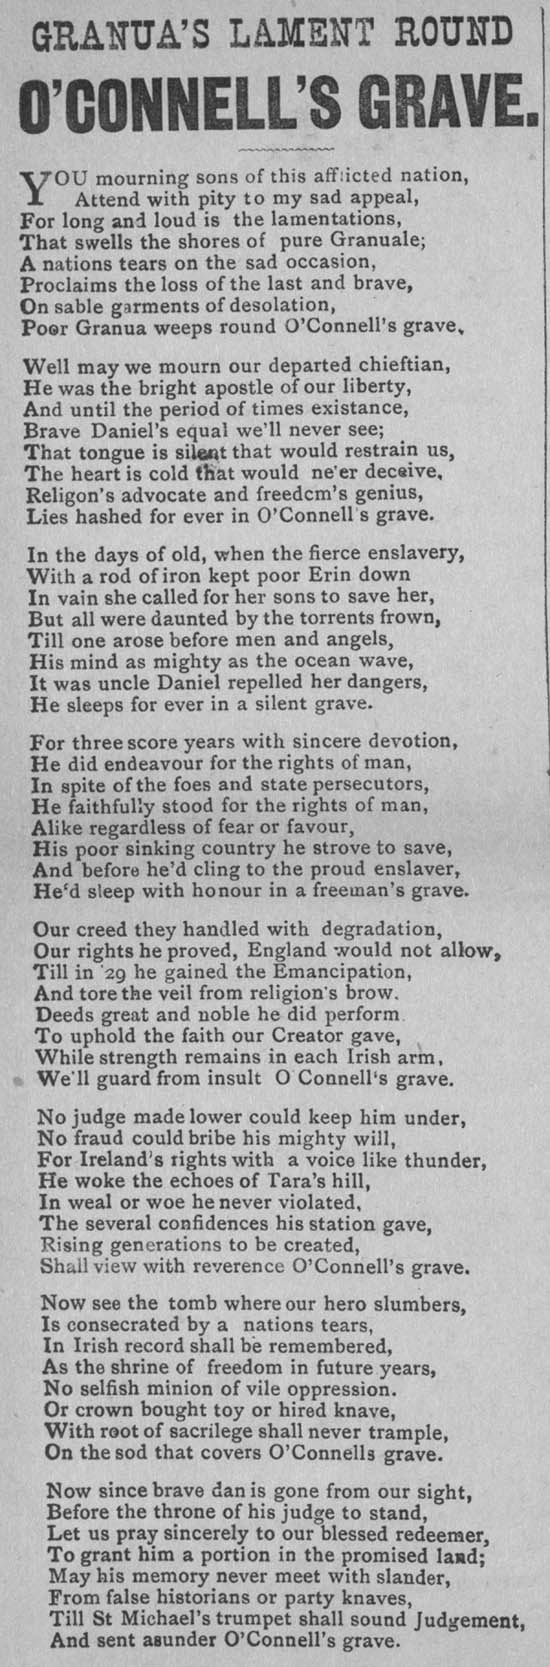 GRANUA'S LAMENT ROUND
O'CONNELL'S GRAVE.
YOU mourning sons of this afflicted nation,
Attend with pity to my sad appeal,
For long and loud is the lamentations,
That swells the shores of pure Granuale;
A nations tears on the sad occasion,
Proclaims the loss of the last and brave,
On sable garments of desolation,
Poor Granua weeps round O'Connell's grave,
Well may we mourn our departed chieftian,
He was the bright apostle of our liberty,
And until the period of times existance,
Brave Daniel's equal we'll never see;
That tongue is silent that would restrain us,
The heart is cold that would ne'er deceive,
Religon's advocate and freedcm's genius,
Lies hashed for ever in O'Connell's grave.
In the days of old, when the fierce enslavery,
With a rod of iron kept poor Erin down
In vain she called for her sons to save her,
But all were daunted by the torrents frown,
Till one arose before men and angels,
His mind as mighty as the ocean wave,
It was uncle Daniel repelled her dangers,
He sleeps for ever in a silent grave.
For three score years with sincere devotion,
He did endeavour for the rights of man,
In spite of the foes and state persecutors,
He faithfully stood for the rights of man,
Alike regardless of fear or favour,
His poor sinking country he strove to save,
And before he'd cling to the proud enslaver,
He'd sleep with honour in a freeman's grave.
Our creed they handled with degradation,
Our rights he proved, England would not allow,
Till in '29 he gained the Emancipation,
And tore the veil from religion's brow.
Deeds great and noble he did perform.
To uphold the faith our Creator gave,
While strength remains in each Irish arm,
We'll guard from insult O Connell's grave.
No judge made lower could keep him under,
No fraud could bribe his mighty will,
For Ireland's rights with a voice like thunder,
He woke the echoes of Tara's hill,
In weal or woe he never violated,
The several confidences his station gave,
Rising generations to be created,
Shall view with reverence O'Connell's grave.
Now see the tomb where our hero slumbers,
Is consecrated by a nations tears,
In Irish record shall be remembered,
As the shrine of freedom in future years,
No selfish minion of vile oppression.
Or crown bought toy or hired knave,
With root of sacrilege shall never trample,
On the sod that covers O'Connells grave.
Now since brave dan is gone from our sight,
Before the throne of his judge to stand,
Let us pray sincerely to our blessed redeemer,
To grant him a portion in the promised land;
May his memory never meet with slander,
From false historians or party knaves,
Till St Michael's trumpet shall sound Judgement,
And sent asunder O'Connell's grave.